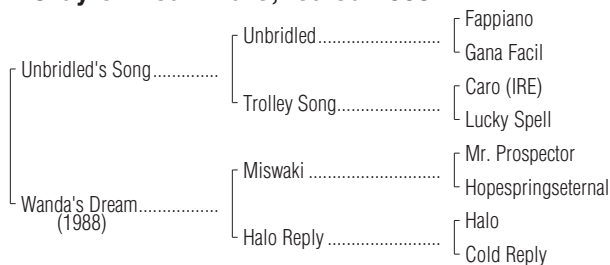 Fappiano
Unbridled
Gana Facil
Unbridled's Song
Caro (IRE)
Trolley Song
Lucky Spell
Mr. Prospector
Miswaki
Hopespringseternal
Wanda's Dream
(1988)
Halo
Halo Reply
Cold Reply